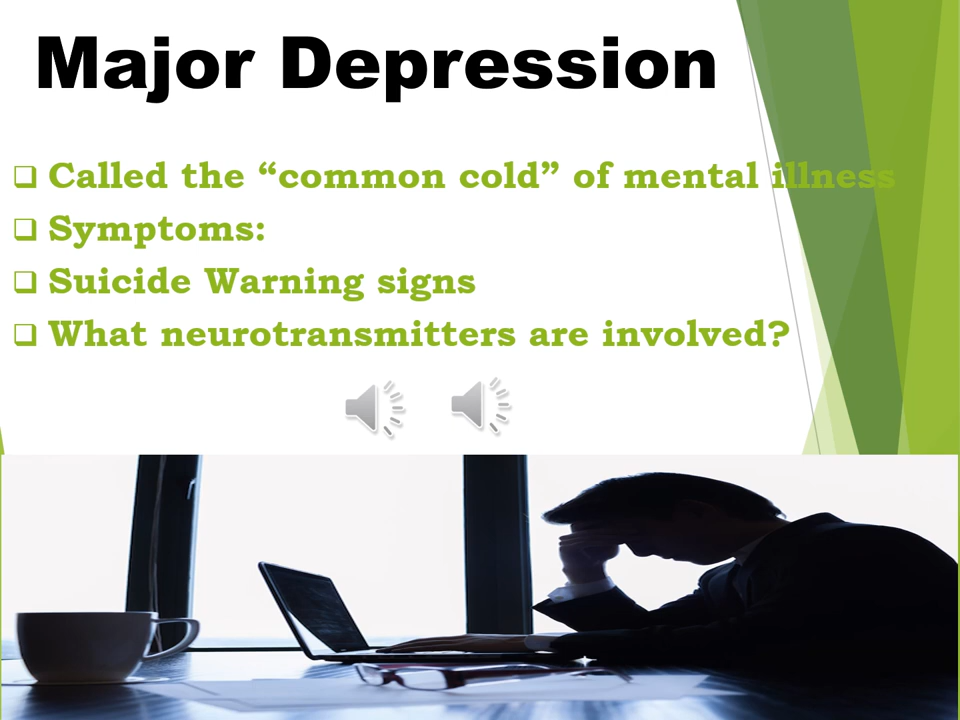 Major Depression
Called the “common cold” of mental illness
Symptoms:
Suicide Warning signs
What neurotransmitters are involved?